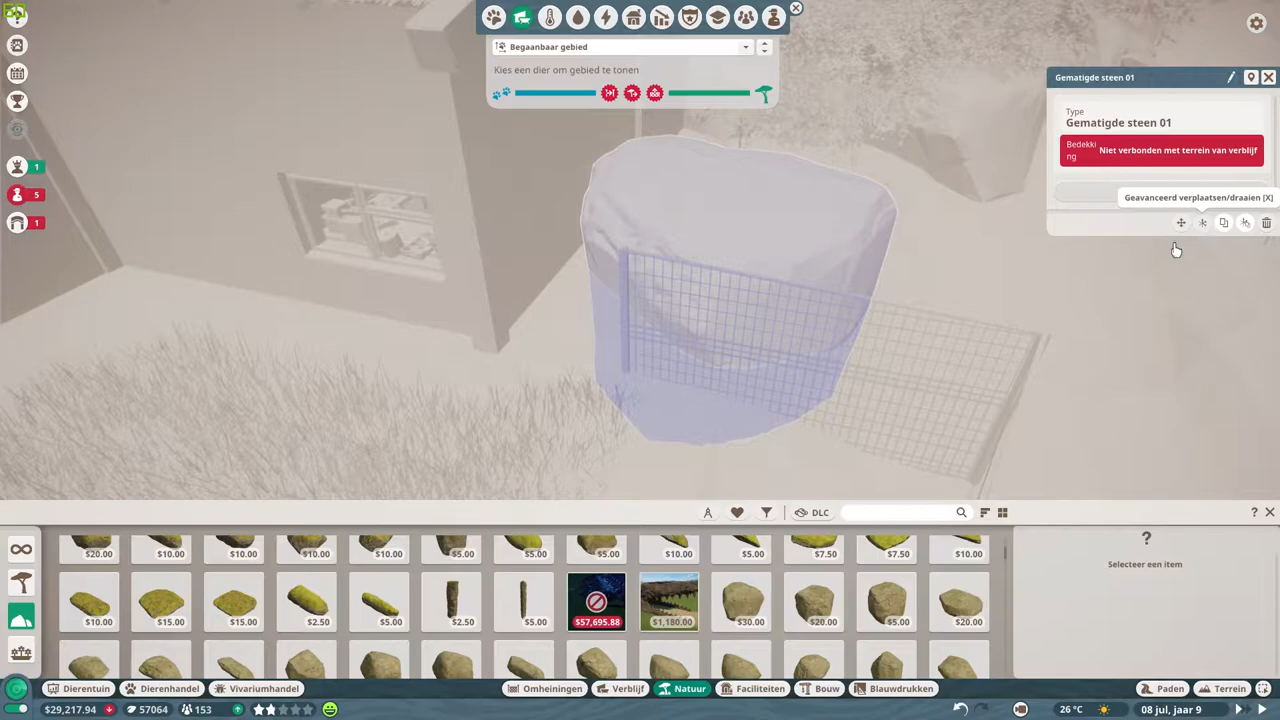 Begaanbaar gebied
Kies een dier om gebied te tonen
Gematigde steen 01
Type
Gematigde steen 01
Bedekki
ng
Niet verbonden met terrein van verblijf
Geavanceerd verplaatsen/draaien [X]
1
5
1
DLC
?
$20.00 $10.00 $10.00 $10.00 $10.00 $5.00 $5.00 $5.00 $10.00 $5.00 $7.50 $7.50 $10.00
?
Selecteer een item
$10.00 $15.00 $15.00 $2.50 $5.00 $2.50 $5.00 $57,695.88 $1,180.00 $30.00 $20.00 $5.00 $20.00
Dierentuin Dierenhandel Vivariumhandel Omheiningen Verblijf Natuur Faciliteiten Bouw Blauwdrukken Paden Terrein
$29,217.94 57064 153 26 °C 08 jul, jaar 9